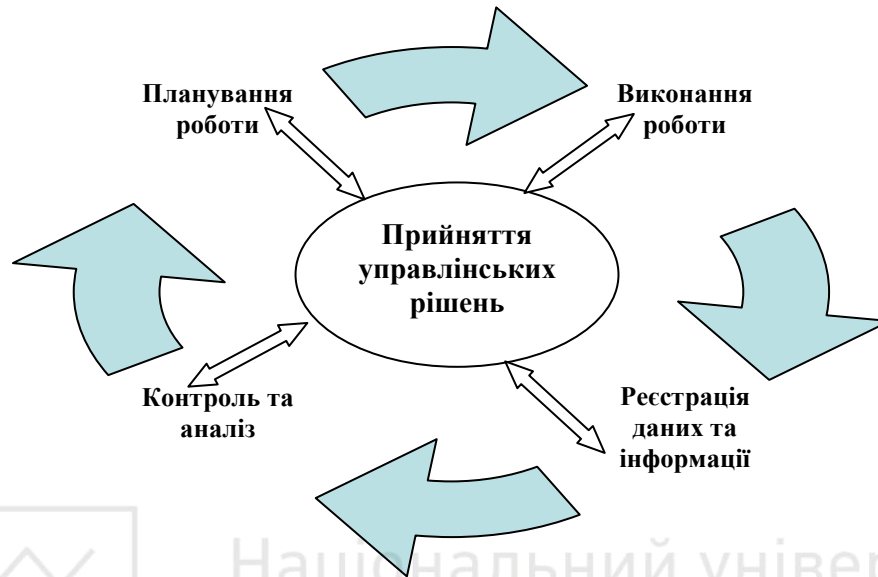 Планування
роботи
Виконання
роботи
Прийняття
управлінських
рішень
Контроль та
аналіз
Реєстрація
даних та
інформації
Національний універ